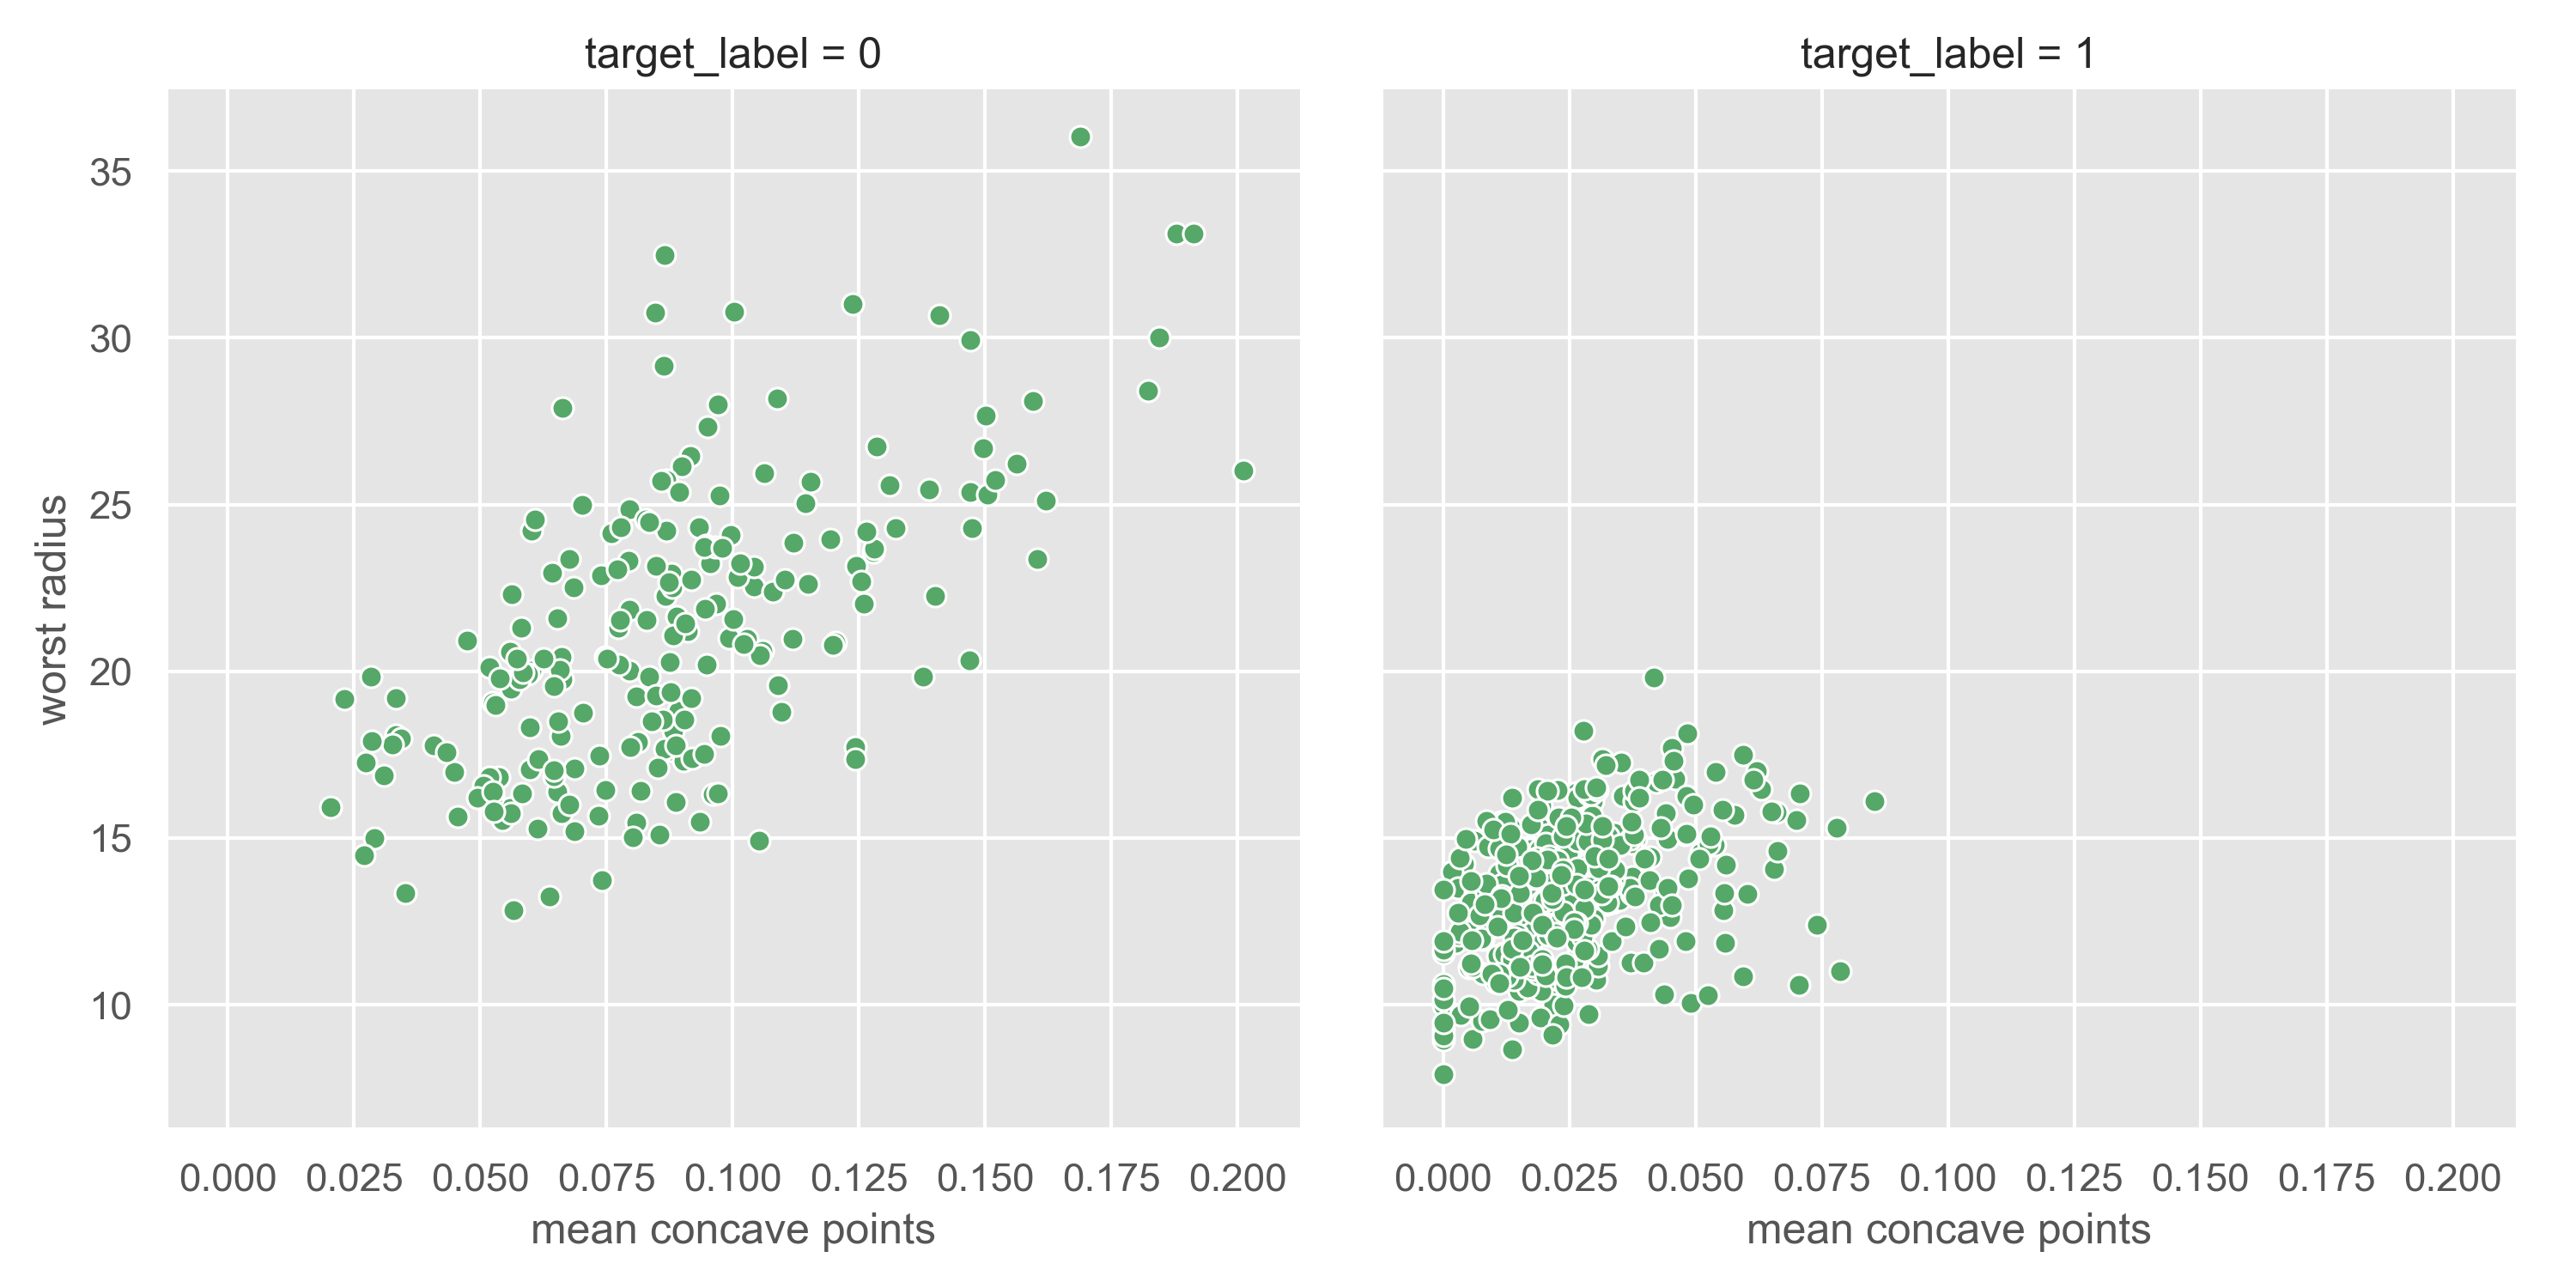 target_label = 0
target_label = 1
worst radius
35
30
25
20
15
10
0.000 0.025 0.050 0.075 0.100 0.125 0.150 0.175 0.200
0.000 0.025 0.050 0.075 0.100 0.125 0.150 0.175 0.200
mean concave points
mean concave points